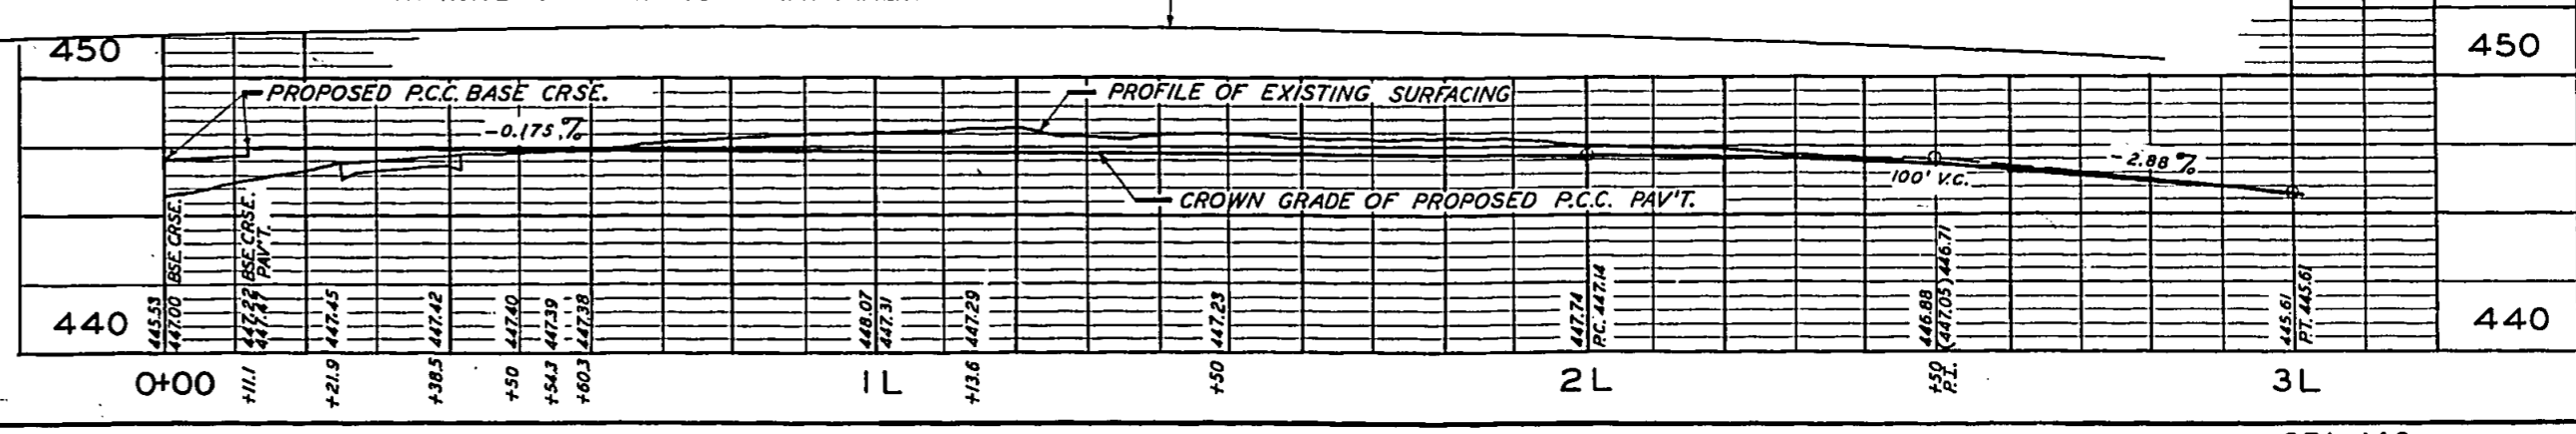 450
450
PROPOSED P.C.C. BASE CRSE.
PROFILE OF EXISTING SURFACING
-0.175 %
-2.88 %
100' V.C.
CROWN GRADE OF PROPOSED P.C.C. PAV'T.
440
445.53
447.00 BSE CRSE.
447.22 BSE CRSE.
447.47 PAV'T.
447.45
447.42
447.40
447.39
447.38
448.07
447.31
447.29
447.23
447.74
P.C. 447.14
446.88
(447.05) 446.71
445.61
P.T. 445.61
440
0+00
+11.1
+21.9
+38.5
+50
+54.3
+60.3
1L
+13.6
+50
2L
+50
P.I.
3L